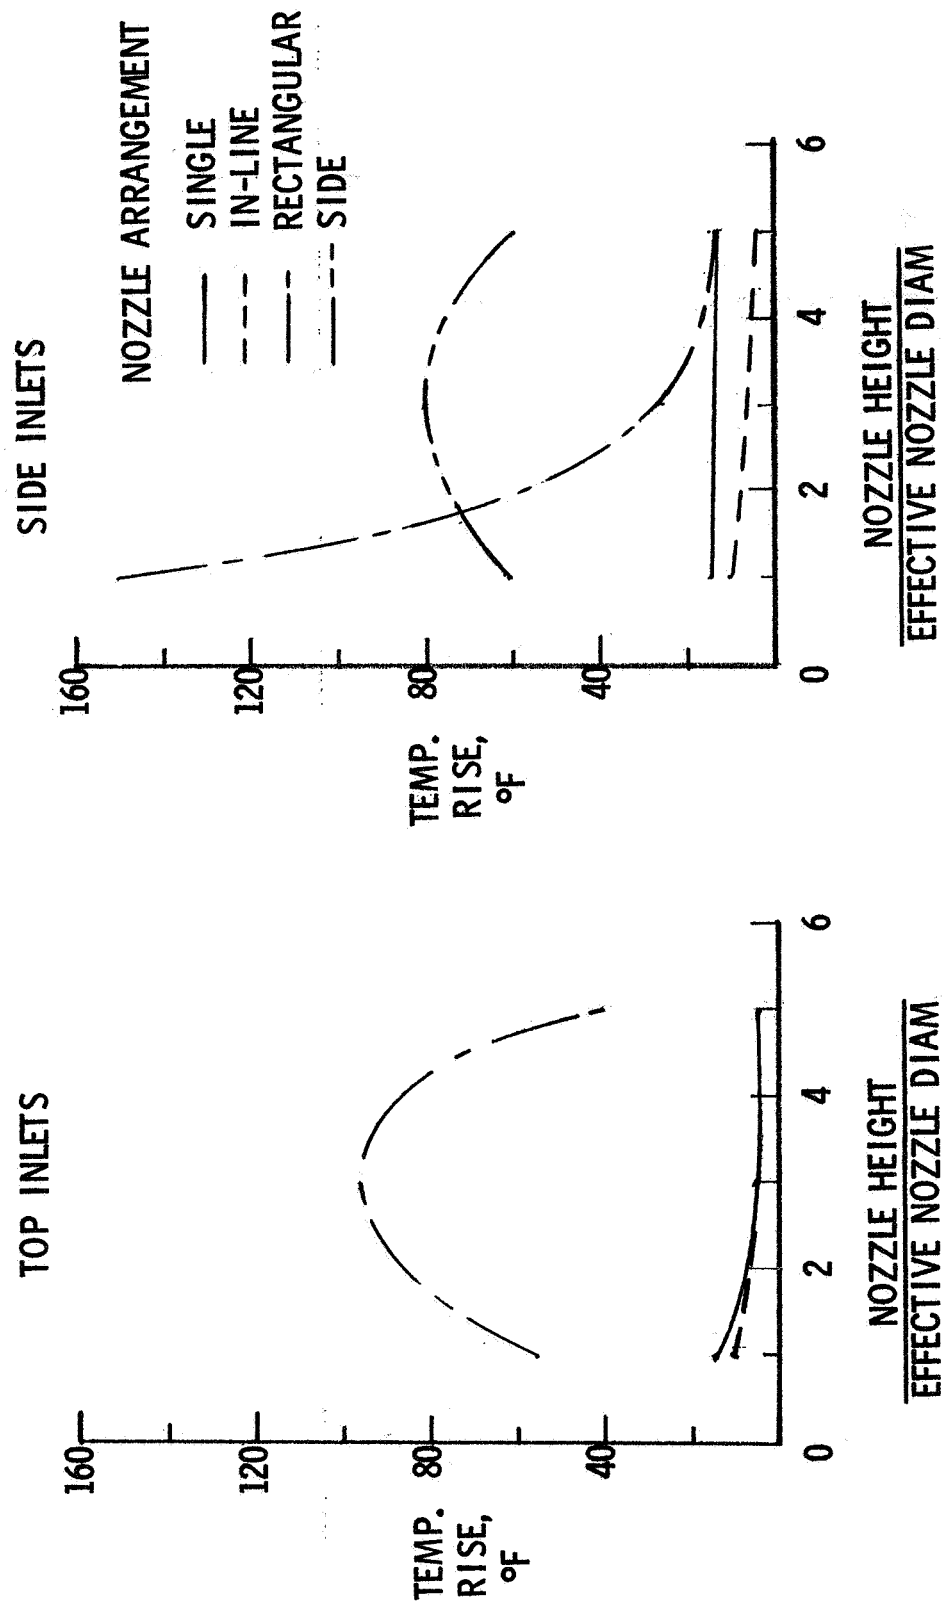 TOP INLETS
160
120
80
40
TEMP.
RISE,
°F
0 2 4 6
NOZZLE HEIGHT
EFFECTIVE NOZZLE DIAM
SIDE INLETS
NOZZLE ARRANGEMENT
SINGLE
IN-LINE
RECTANGULAR
SIDE
160
120
80
40
TEMP.
RISE,
°F
0 2 4 6
NOZZLE HEIGHT
EFFECTIVE NOZZLE DIAM